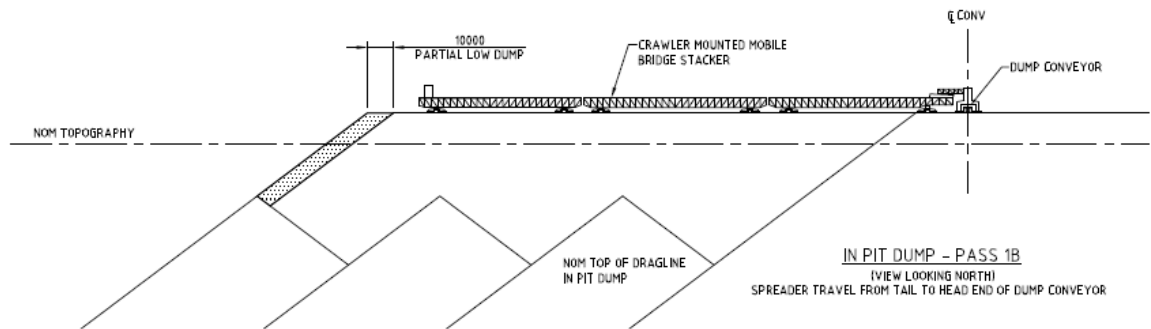 ℄ CONV
10000
PARTIAL LOW DUMP
CRAWLER MOUNTED MOBILE
BRIDGE STACKER
DUMP CONVEYOR
NOM TOPOGRAPHY
NOM TOP OF DRAGLINE
IN PIT DUMP
IN PIT DUMP - PASS 1B
(VIEW LOOKING NORTH)
SPREADER TRAVEL FROM TAIL TO HEAD END OF DUMP CONVEYOR